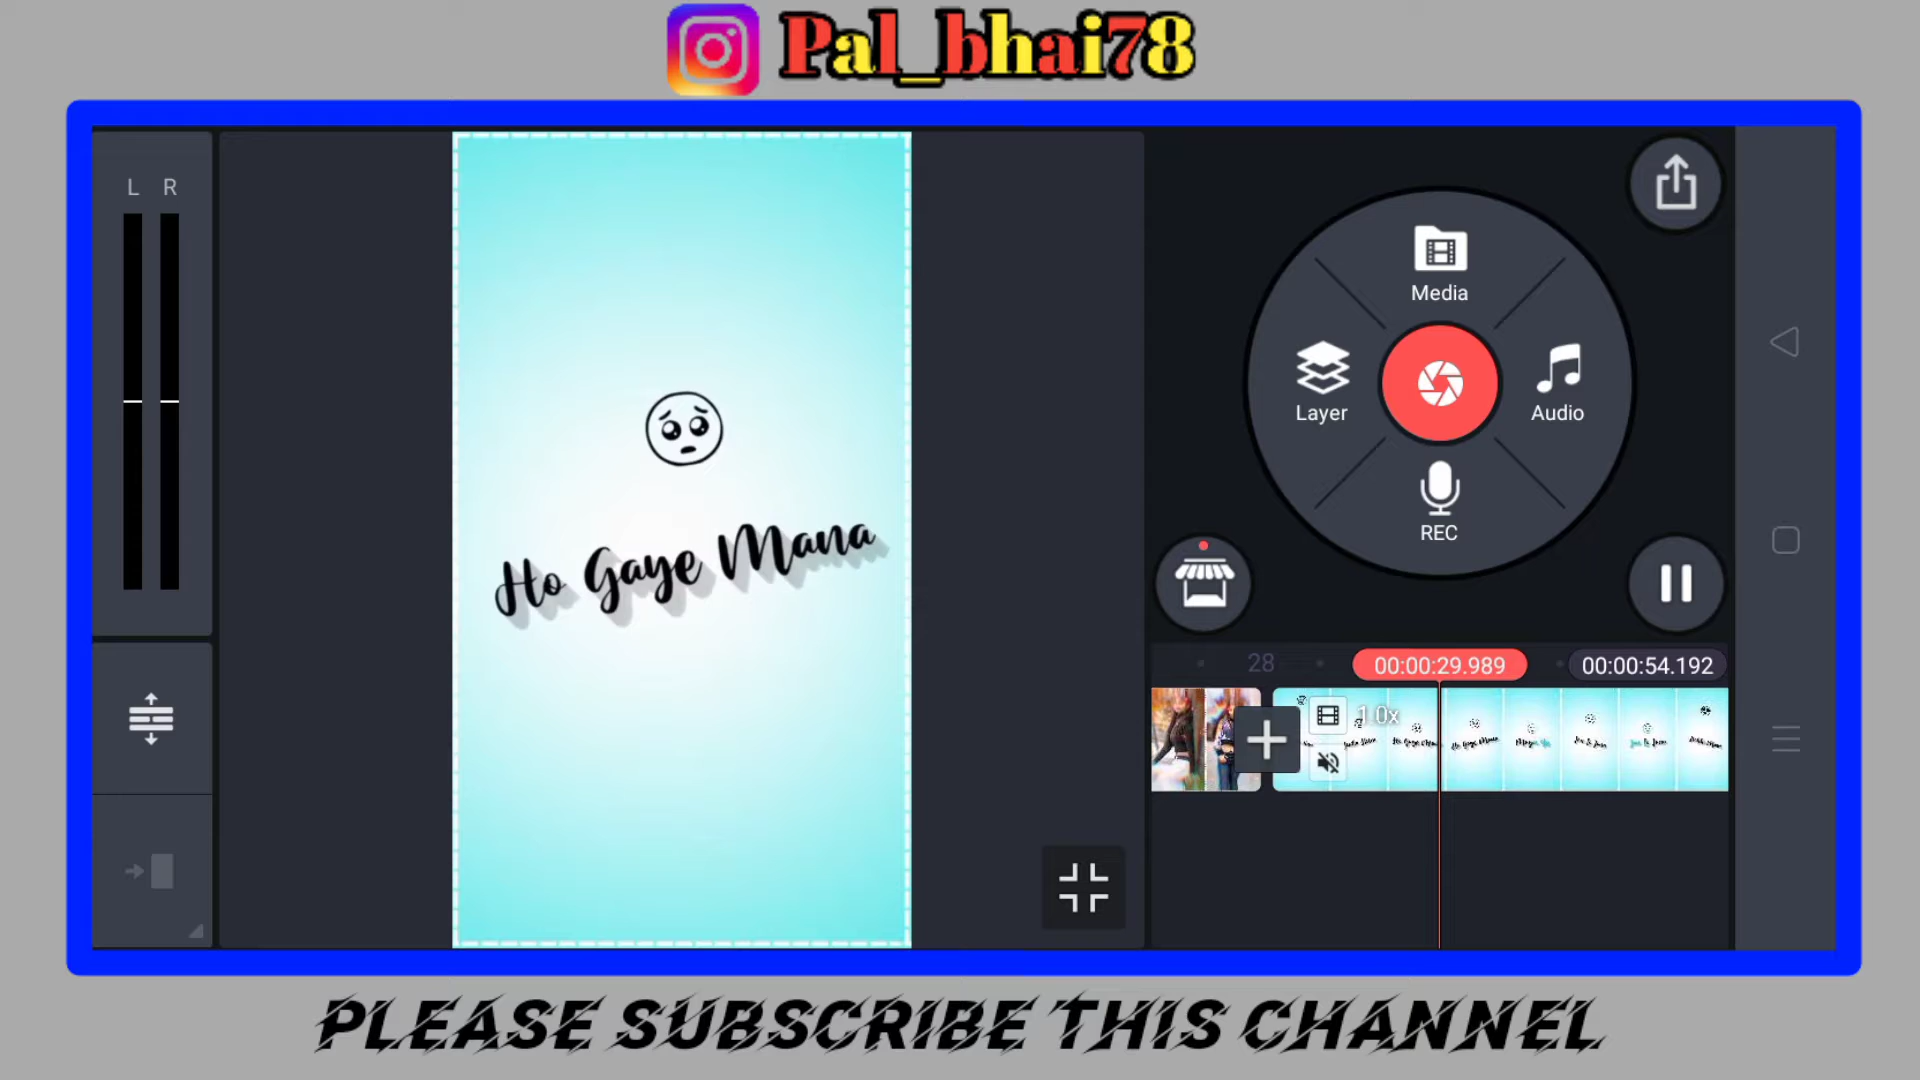 Pal_bhai78
L R
Media
Layer
Audio
REC
Ho Gaye Mana
28
00:00:29.989
00:00:54.192
1.0x
PLEASE SUBSCRIBE THIS CHANNEL